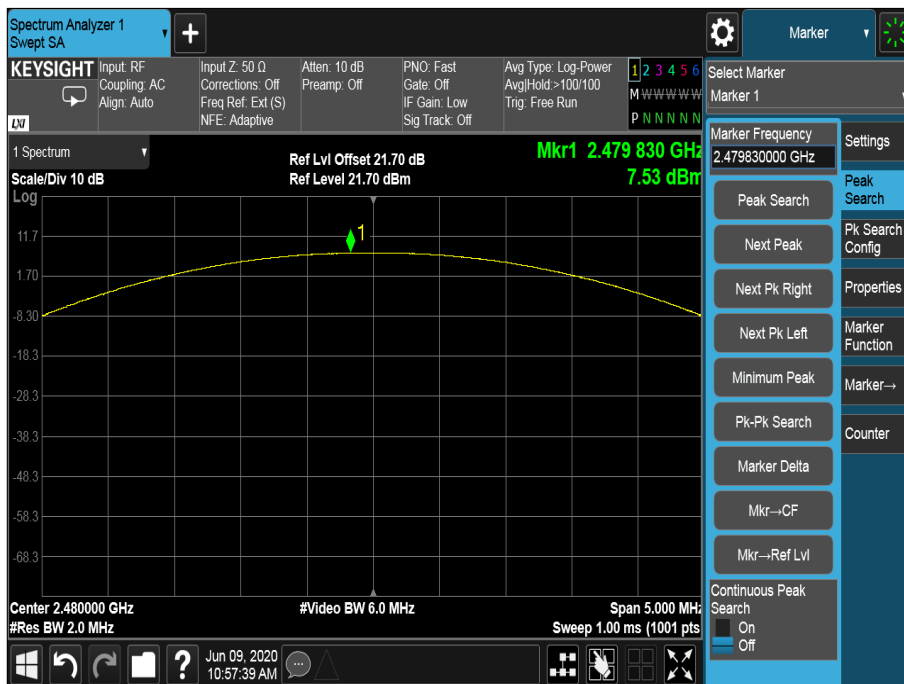 Spectrum Analyzer 1
Swept SA
Marker
KEYSIGHT
LXI
Input: RF
Coupling: AC
Align: Auto
Input Z: 50 Ω
Corrections: Off
Freq Ref: Ext (S)
NFE: Adaptive
Atten: 10 dB
Preamp: Off
PNO: Fast
Gate: Off
IF Gain: Low
Sig Track: Off
Avg Type: Log-Power
Avg|Hold:>100/100
Trig: Free Run
1 2 3 4 5 6
M W W W W W
P N N N N N
Select Marker
Marker 1
1 Spectrum
Scale/Div 10 dB
Ref Lvl Offset 21.70 dB
Ref Level 21.70 dBm
Mkr1 2.479 830 GHz
7.53 dBm
Log
11.7
1.70
-8.30
-18.3
-28.3
-38.3
-48.3
-58.3
-68.3
1
Center 2.480000 GHz
#Res BW 2.0 MHz
#Video BW 6.0 MHz
Span 5.000 MHz
Sweep 1.00 ms (1001 pts
Marker Frequency
2.479830000 GHz
Peak Search
Next Peak
Next Pk Right
Next Pk Left
Minimum Peak
Pk-Pk Search
Marker Delta
Mkr→CF
Mkr→Ref Lvl
Continuous Peak
Search
On
Off
Settings
Peak
Search
Pk Search
Config
Properties
Marker
Function
Marker→
Counter
?
Jun 09, 2020
10:57:39 AM